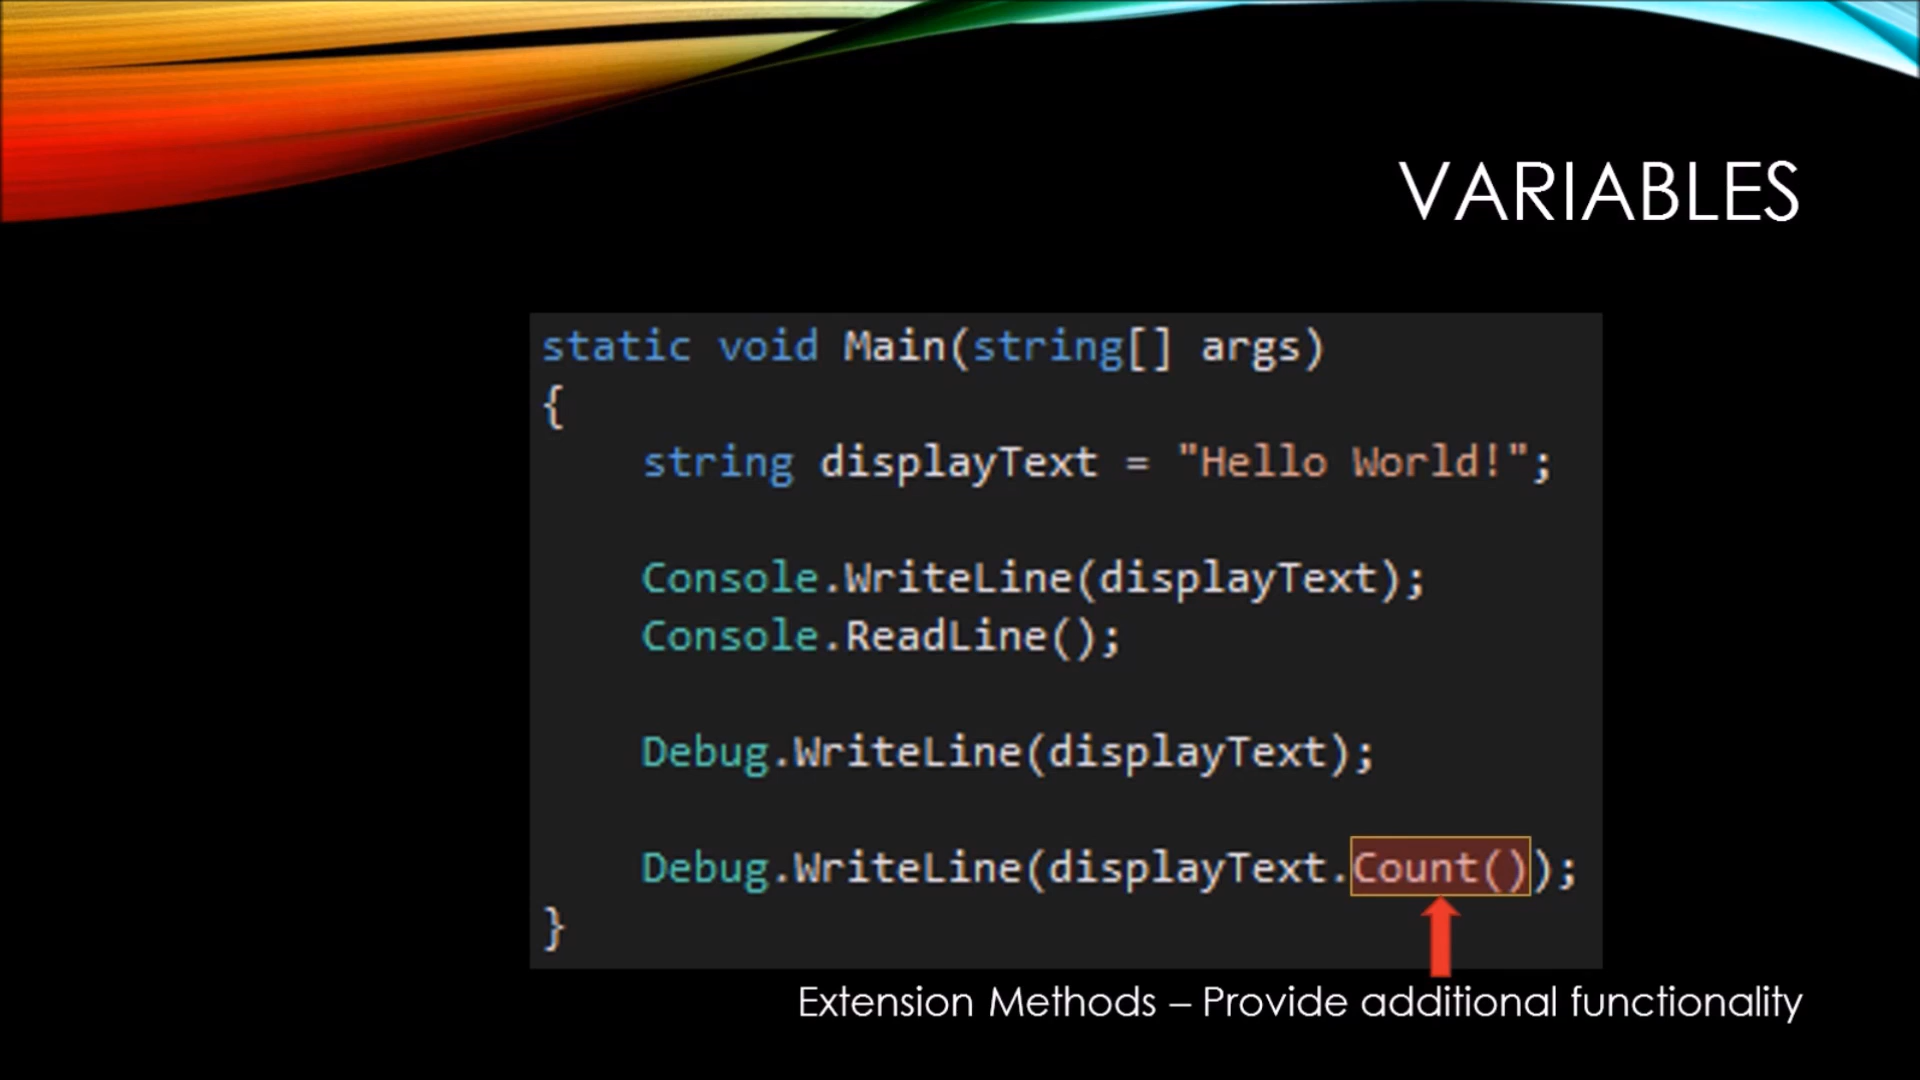 VARIABLES
static void Main(string[] args)
{
string displayText = "Hello World!";
Console.WriteLine(displayText);
Console.ReadLine();
Debug.WriteLine(displayText);
Debug.WriteLine(displayText.Count());
}
Extension Methods – Provide additional functionality